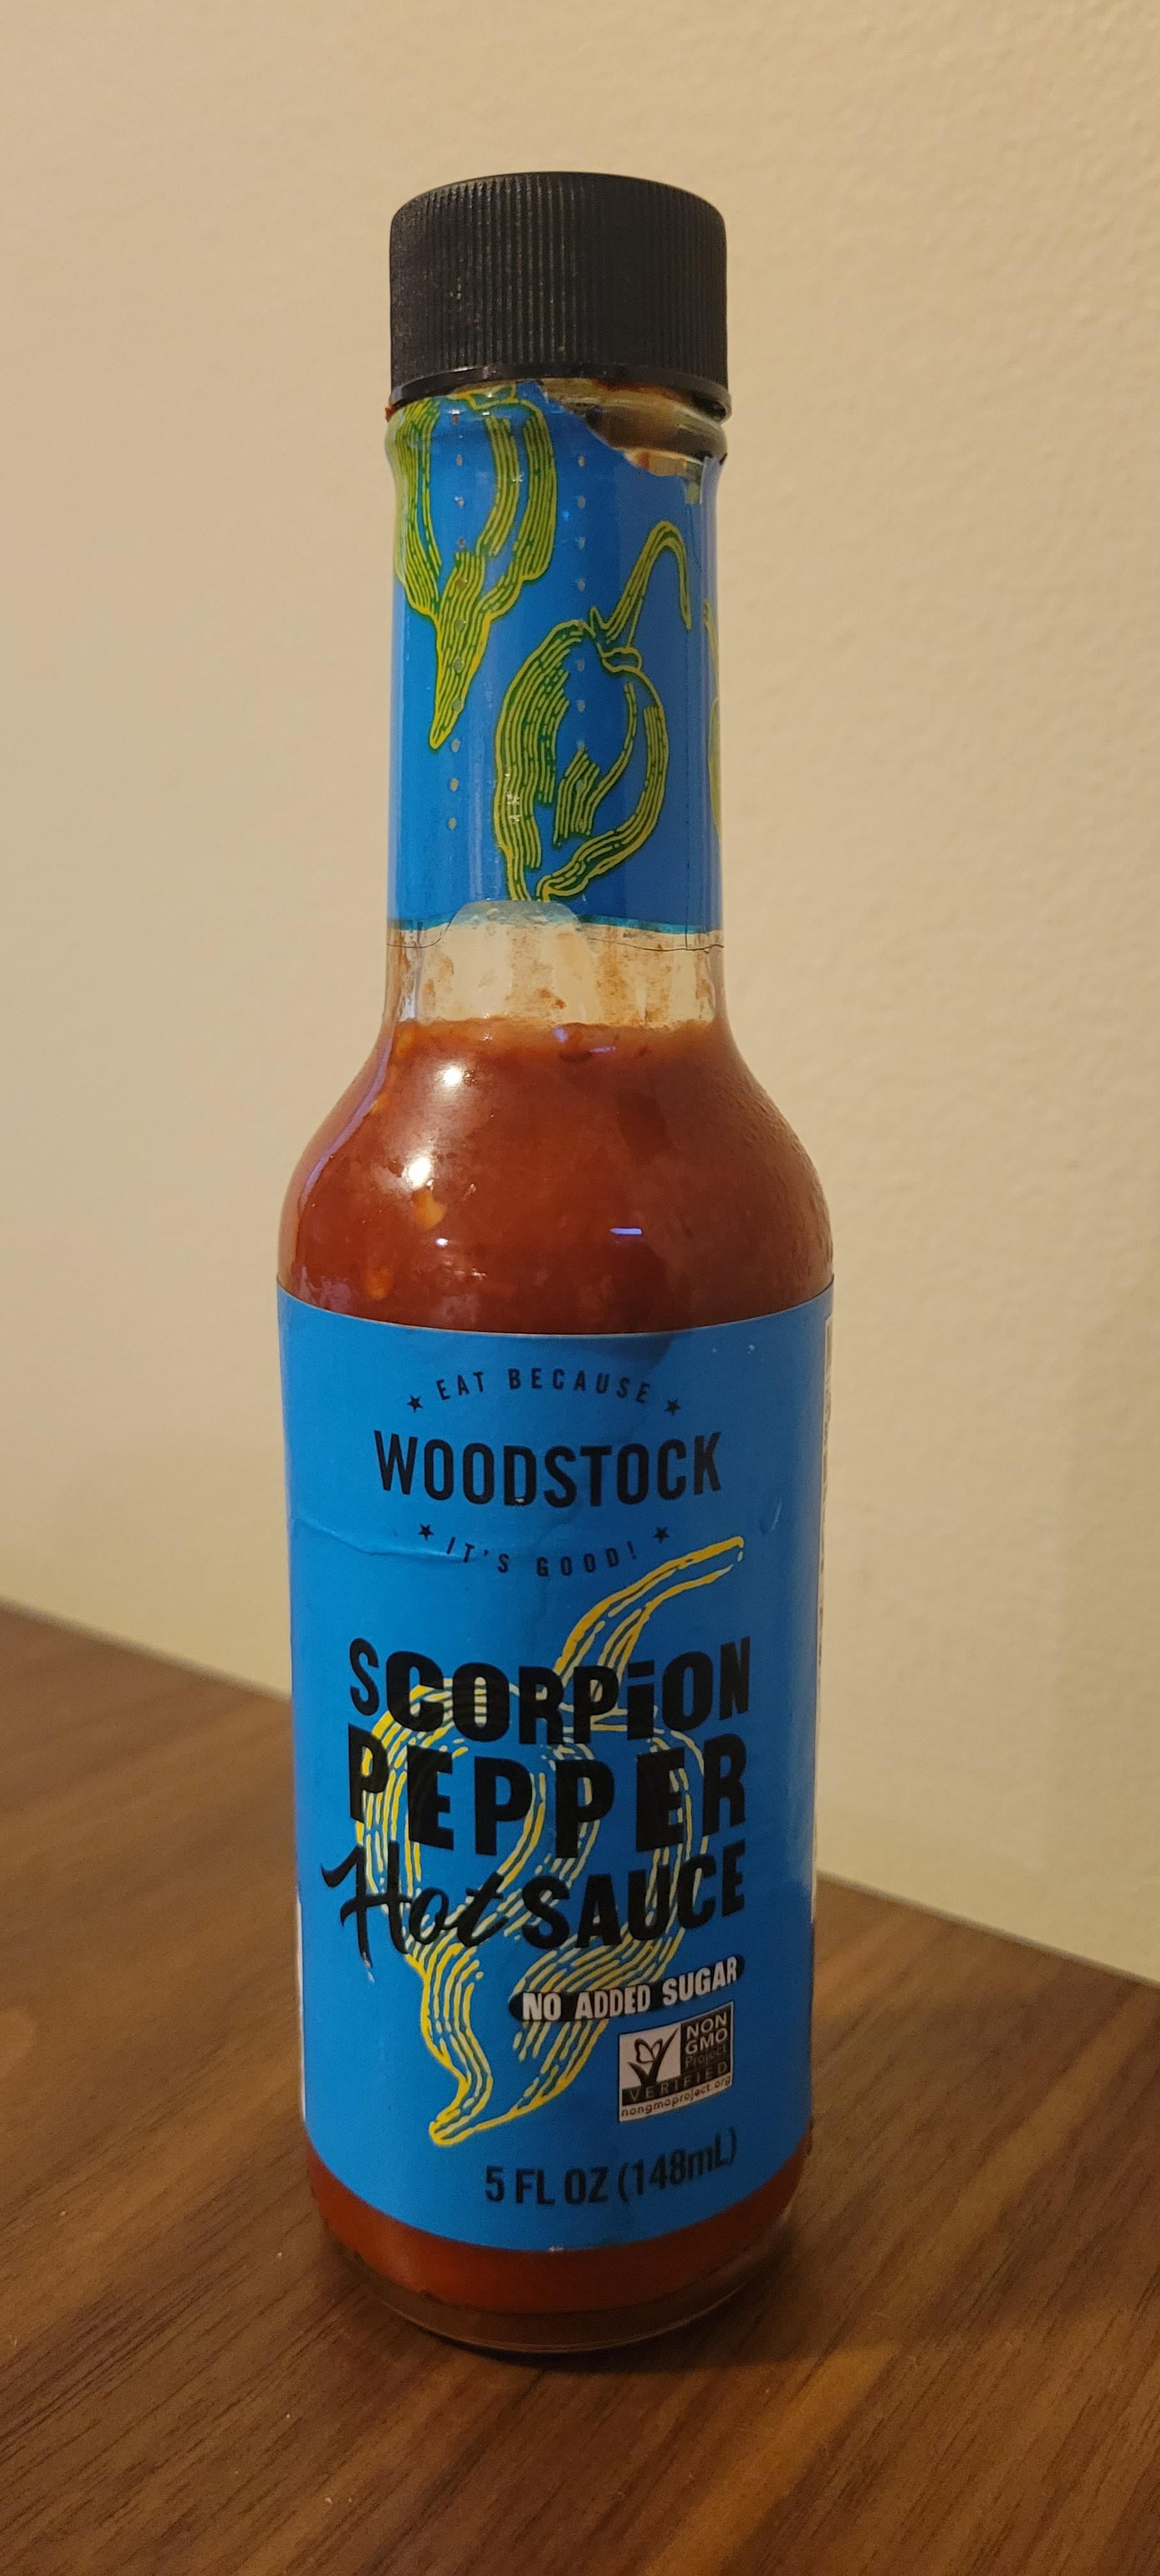 EAT BECAUSE
WOODSTOCK
IT'S GOOD!
SCORPiON
PEPPER
Hot SAUCE
NO ADDED SUGAR
NON
GMO
Project
VERIFIED
nongmoproject.org
5 FL OZ (148mL)